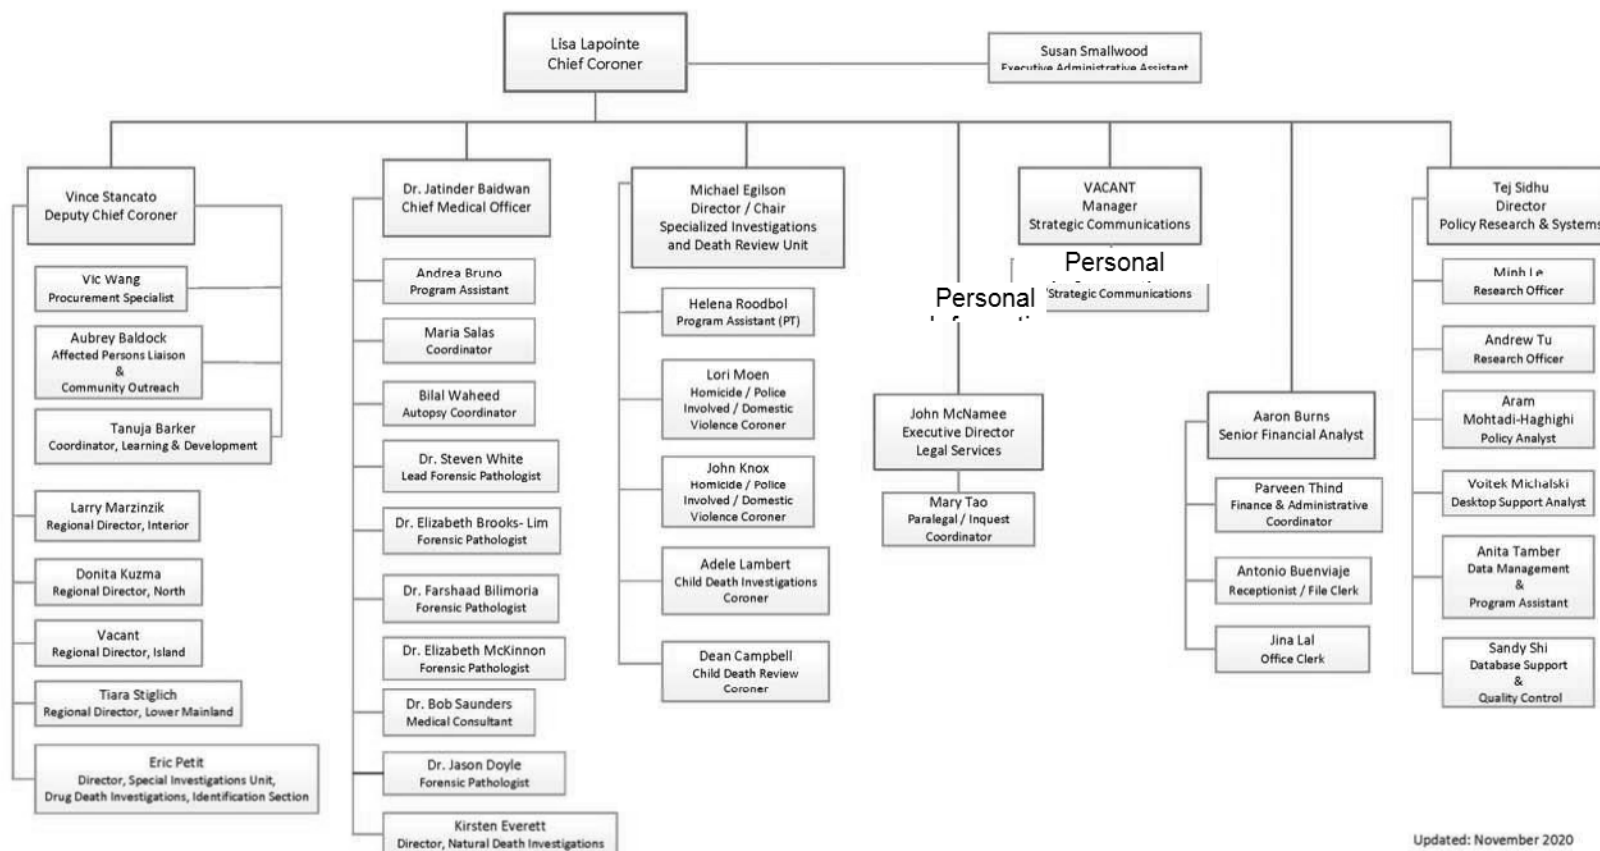 Lisa Lapointe
Chief Coroner
Susan Smallwood
Executive Administrative Assistant
Vince Stancato
Deputy Chief Coroner
Vic Wang
Procurement Specialist
Aubrey Baldock
Affected Persons Liaison
&
Community Outreach
Tanuja Barker
Coordinator, Learning & Development
Larry Marzinzik
Regional Director, Interior
Donita Kuzma
Regional Director, North
Vacant
Regional Director, Island
Tiara Stiglich
Regional Director, Lower Mainland
Eric Petit
Director, Special Investigations Unit,
Drug Death Investigations, Identification Section
Dr. Jatinder Baidwan
Chief Medical Officer
Andrea Bruno
Program Assistant
Maria Salas
Coordinator
Bilal Waheed
Autopsy Coordinator
Dr. Steven White
Lead Forensic Pathologist
Dr. Elizabeth Brooks- Lim
Forensic Pathologist
Dr. Farshaad Bilimoria
Forensic Pathologist
Dr. Elizabeth McKinnon
Forensic Pathologist
Dr. Bob Saunders
Medical Consultant
Dr. Jason Doyle
Forensic Pathologist
Kirsten Everett
Director, Natural Death Investigations
Michael Egilson
Director / Chair
Specialized Investigations
and Death Review Unit
Helena Roodbol
Program Assistant (PT)
Lori Moen
Homicide / Police
Involved / Domestic
Violence Coroner
John Knox
Homicide / Police
Involved / Domestic
Violence Coroner
Adele Lambert
Child Death Investigations
Coroner
Dean Campbell
Child Death Review
Coroner
Personal
John McNamee
Executive Director
Legal Services
Mary Tao
Paralegal / Inquest
Coordinator
VACANT
Manager
Strategic Communications
Personal
Strategic Communications
Aaron Burns
Senior Financial Analyst
Parveen Thind
Finance & Administrative
Coordinator
Antonio Buenviaje
Receptionist / File Clerk
Jina Lal
Office Clerk
Tej Sidhu
Director
Policy Research & Systems
Minh Le
Research Officer
Andrew Tu
Research Officer
Aram
Mohtadi-Haghighi
Policy Analyst
Voitek Michalski
Desktop Support Analyst
Anita Tamber
Data Management
&
Program Assistant
Sandy Shi
Database Support
&
Quality Control
Updated: November 2020